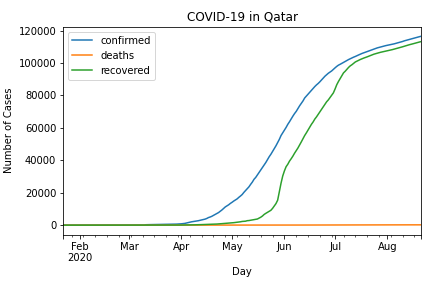 COVID-19 in Qatar
120000
100000
80000
60000
40000
20000
0
Number of Cases
confirmed
deaths
recovered
Feb
2020
Mar
Apr
May
Jun
Jul
Aug
Day